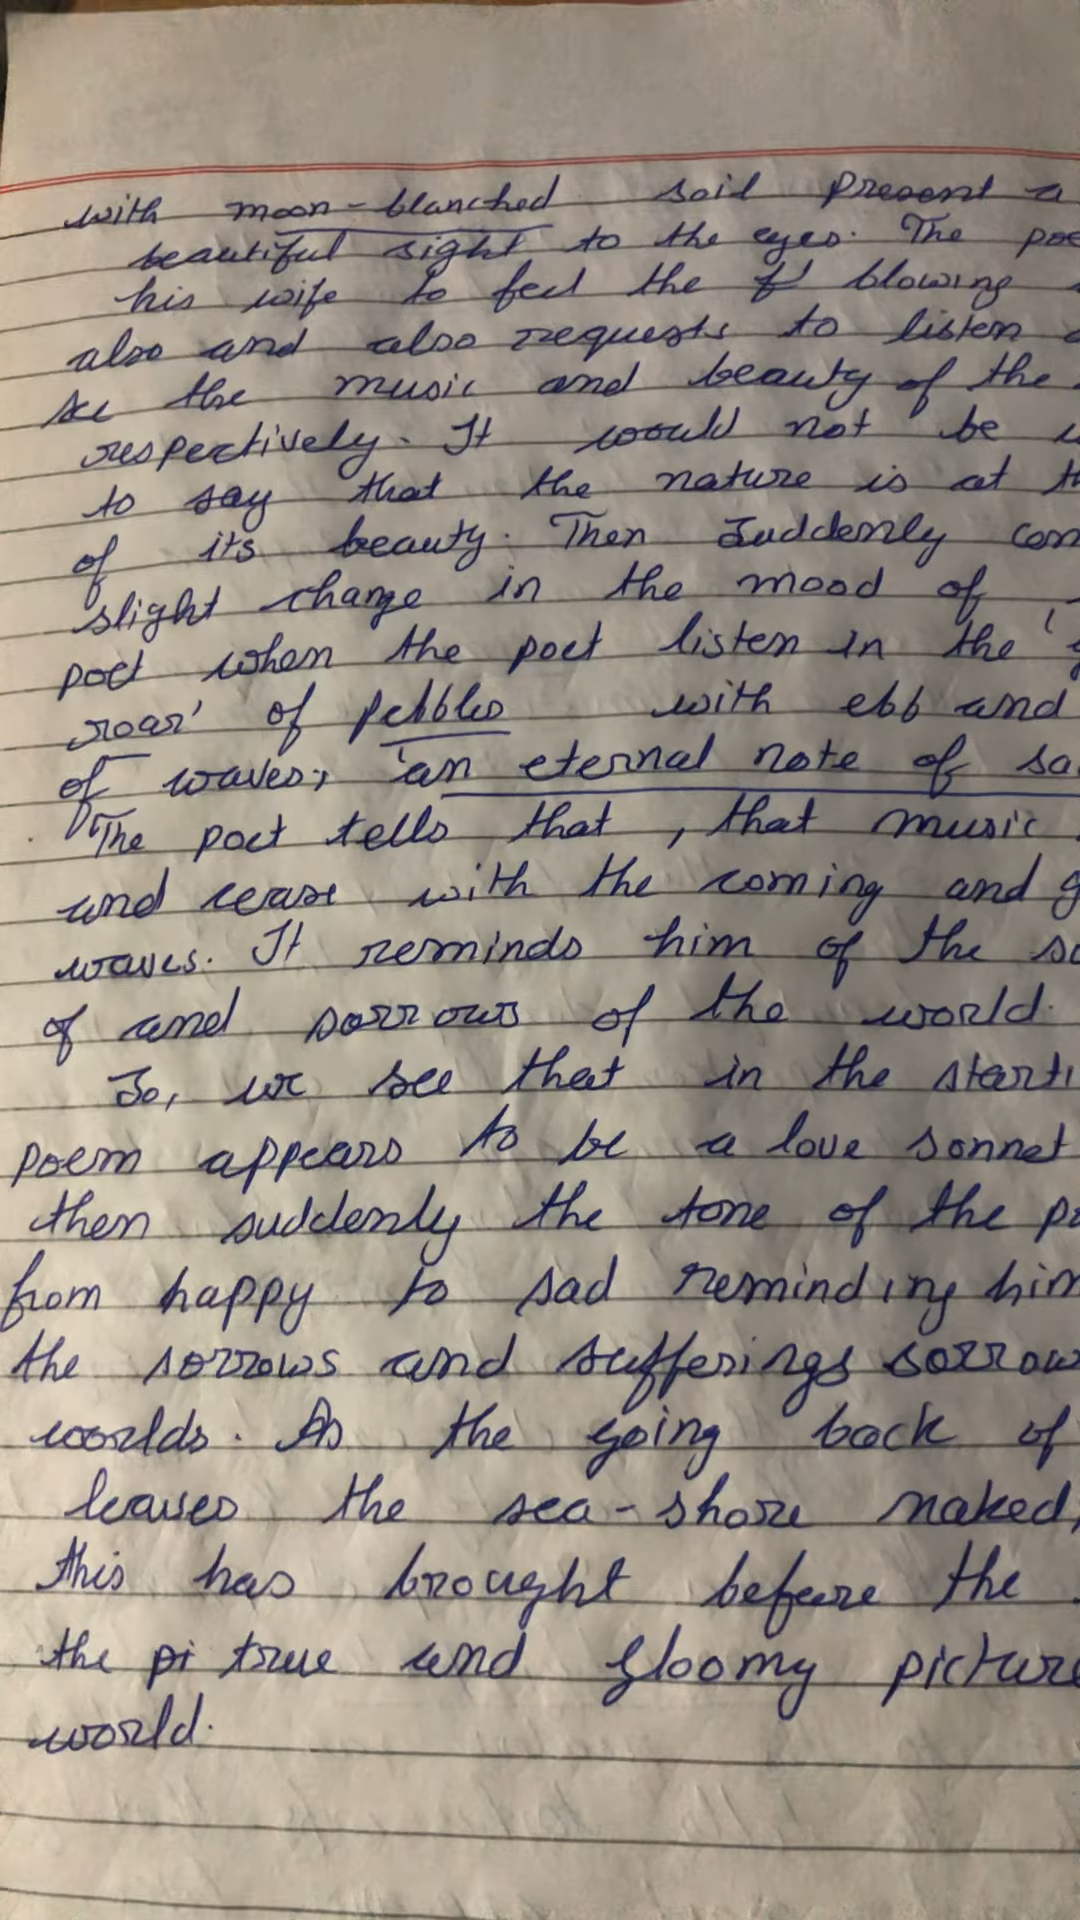 with moon-blanched soil present a
beautiful sight to the eyes. The poe
his wife to feel the blowing
also and also requests to listen
se the music and beauty of the
respectively. It would not be
to say that the nature is at th
of its beauty. Then Suddenly com
slight change in the mood of
poet when the poet listen in the 'g
roar' of pebbles with ebb and
of waves, 'an eternal note of sa
The poet tells that, that music
and cease with the coming and g
waves. It reminds him of the so
of and sorrows of the world.
So, we see that in the starti
poem appears to be a love sonnet
then suddenly the tone of the po
from happy to sad reminding him
the sorrows and sufferings sorrow
worlds. As the going back of
leaves the sea-shore naked,
this has brought before the
the pi true and gloomy picture
world.